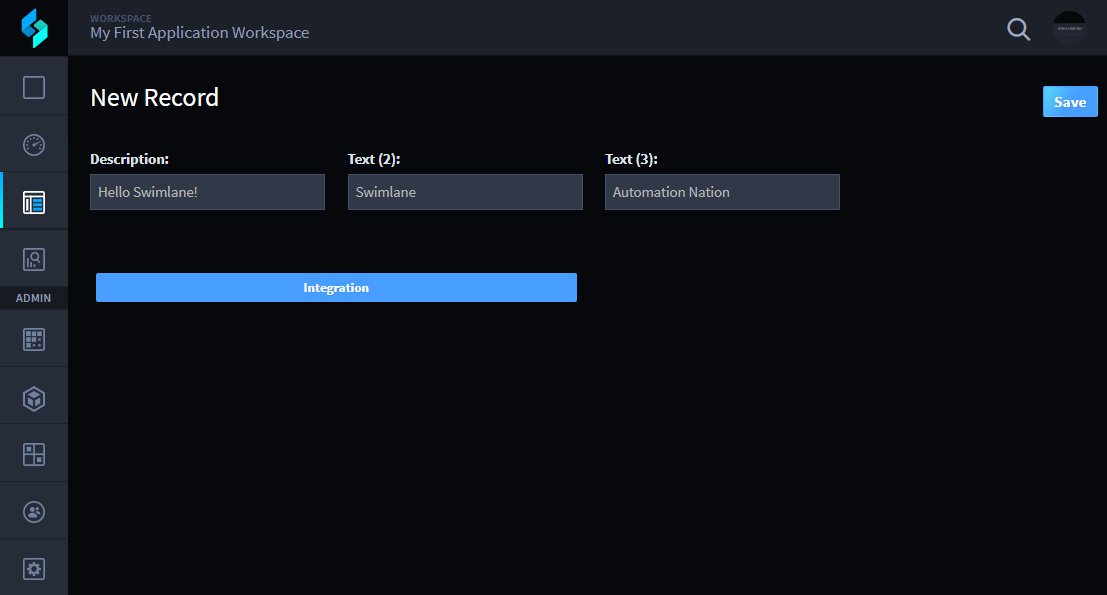 WORKSPACE
My First Application Workspace
New Record
Save
Description:
Text (2):
Text (3):
Hello Swimlane!
Swimlane
Automation Nation
Integration
ADMIN